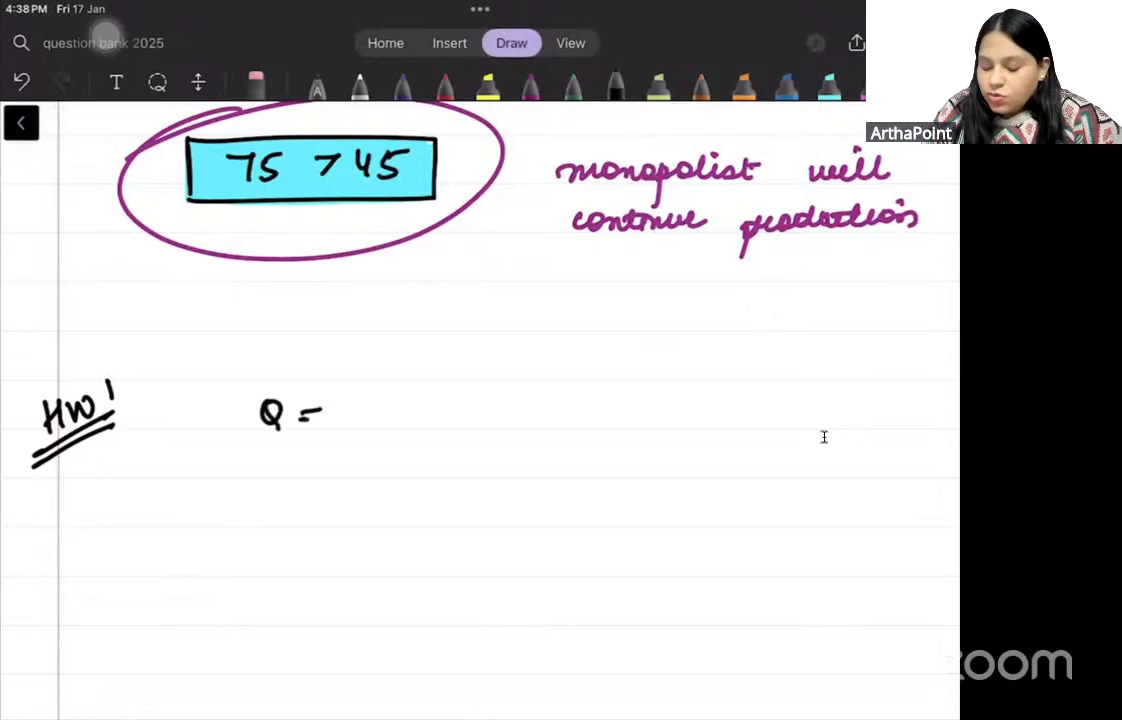 4:38 PM Fri 17 Jan
question bank 2025
Home Insert Draw View
T
A
ArthaPoint
75 > 45
monopolist will
continue production
HW!
Q =
zoom